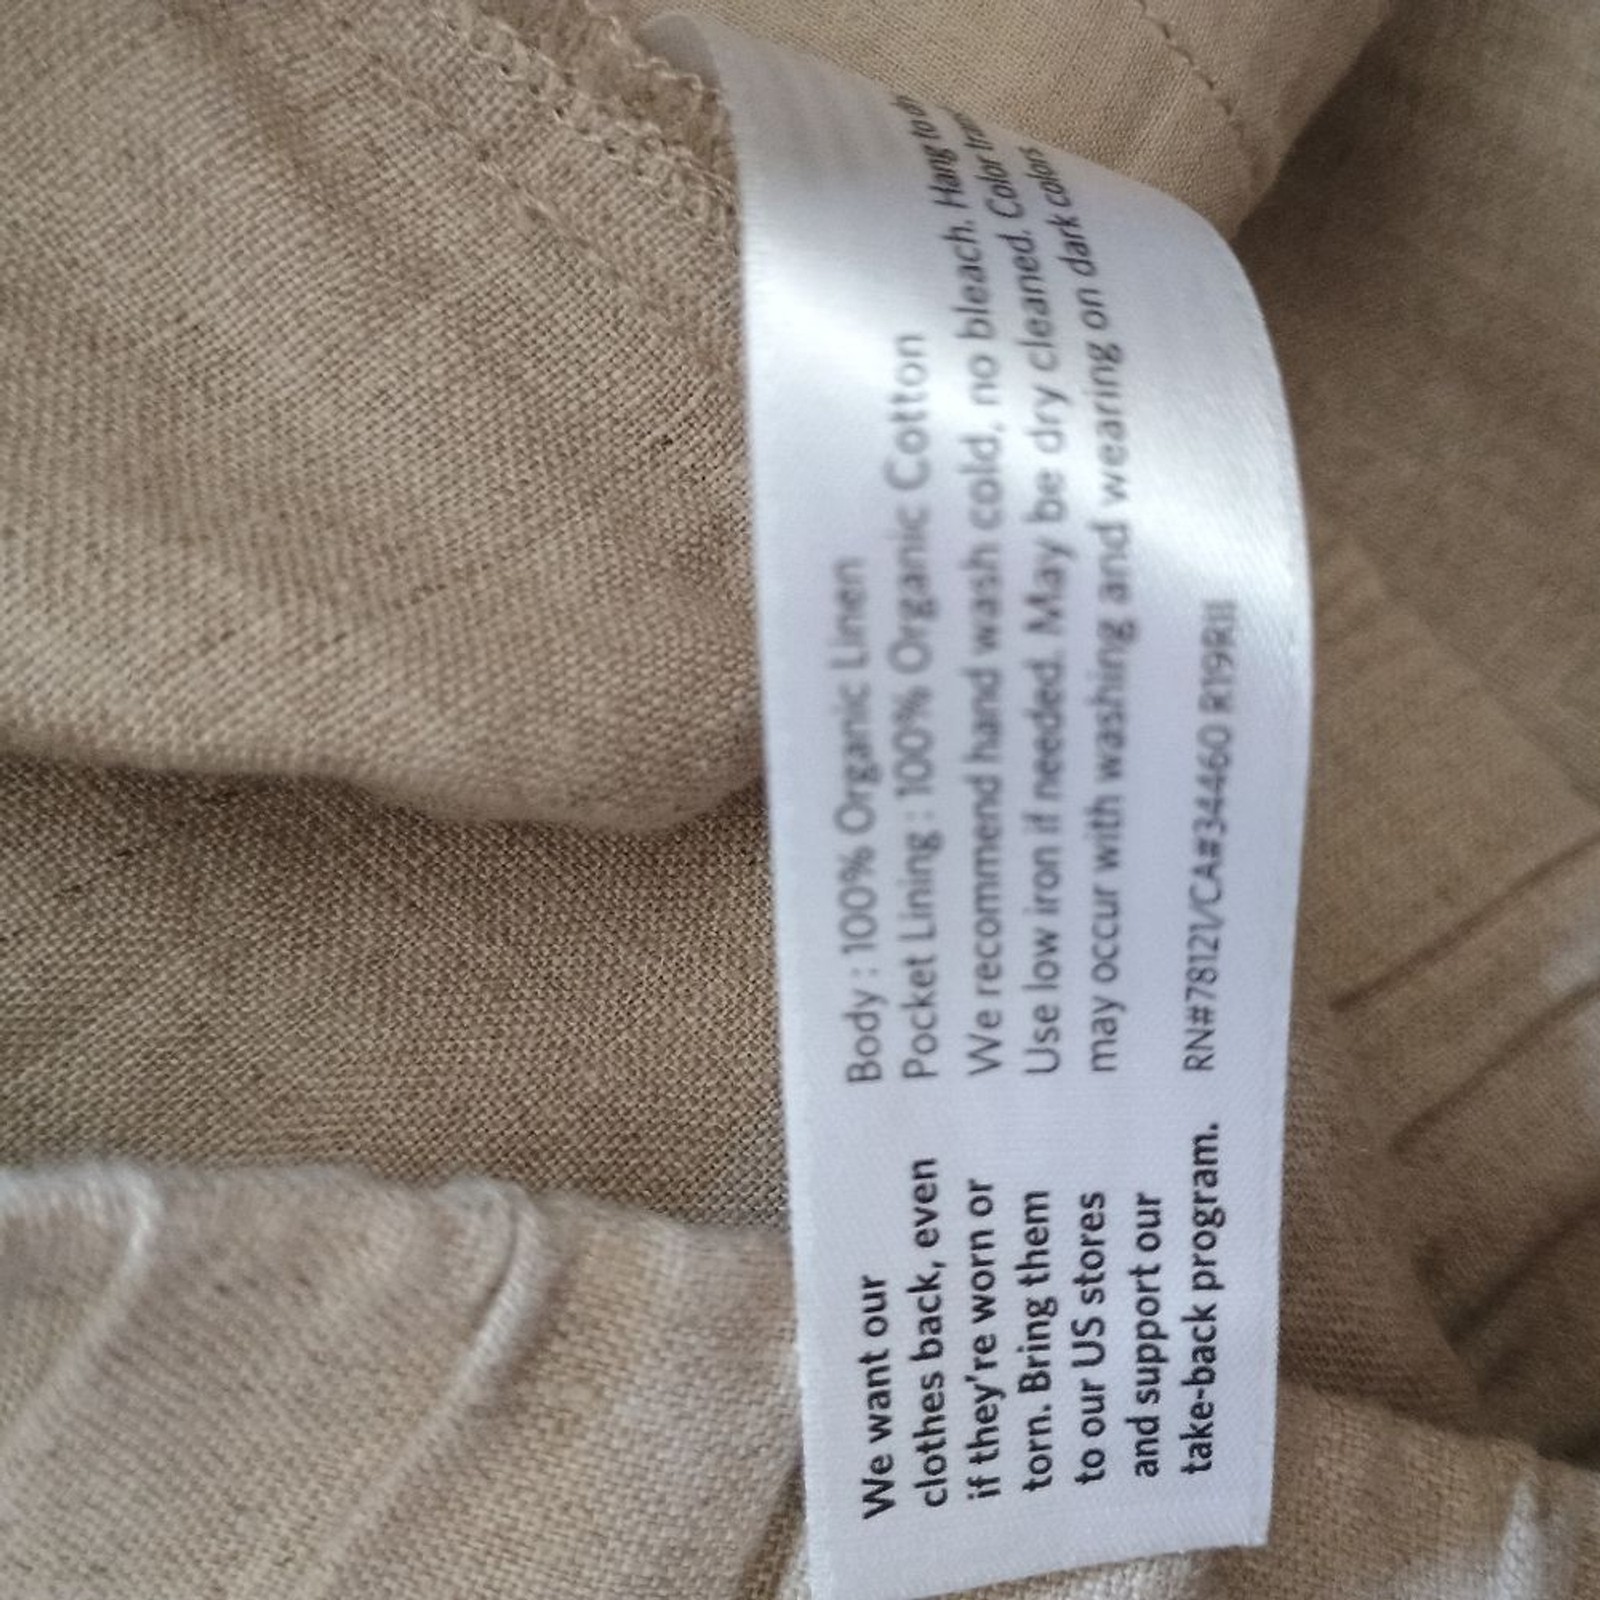 We want our
clothes back, even
if they're worn or
torn. Bring them
to our US stores
and support our
take-back program.
Body : 100% Organic Linen
Pocket Lining : 100% Organic Cotton
We recommend hand wash cold, no bleach. Hang to
Use low iron if needed. May be dry cleaned. Color
may occur with washing and wearing on dark colors
RN#78121/CA#34460